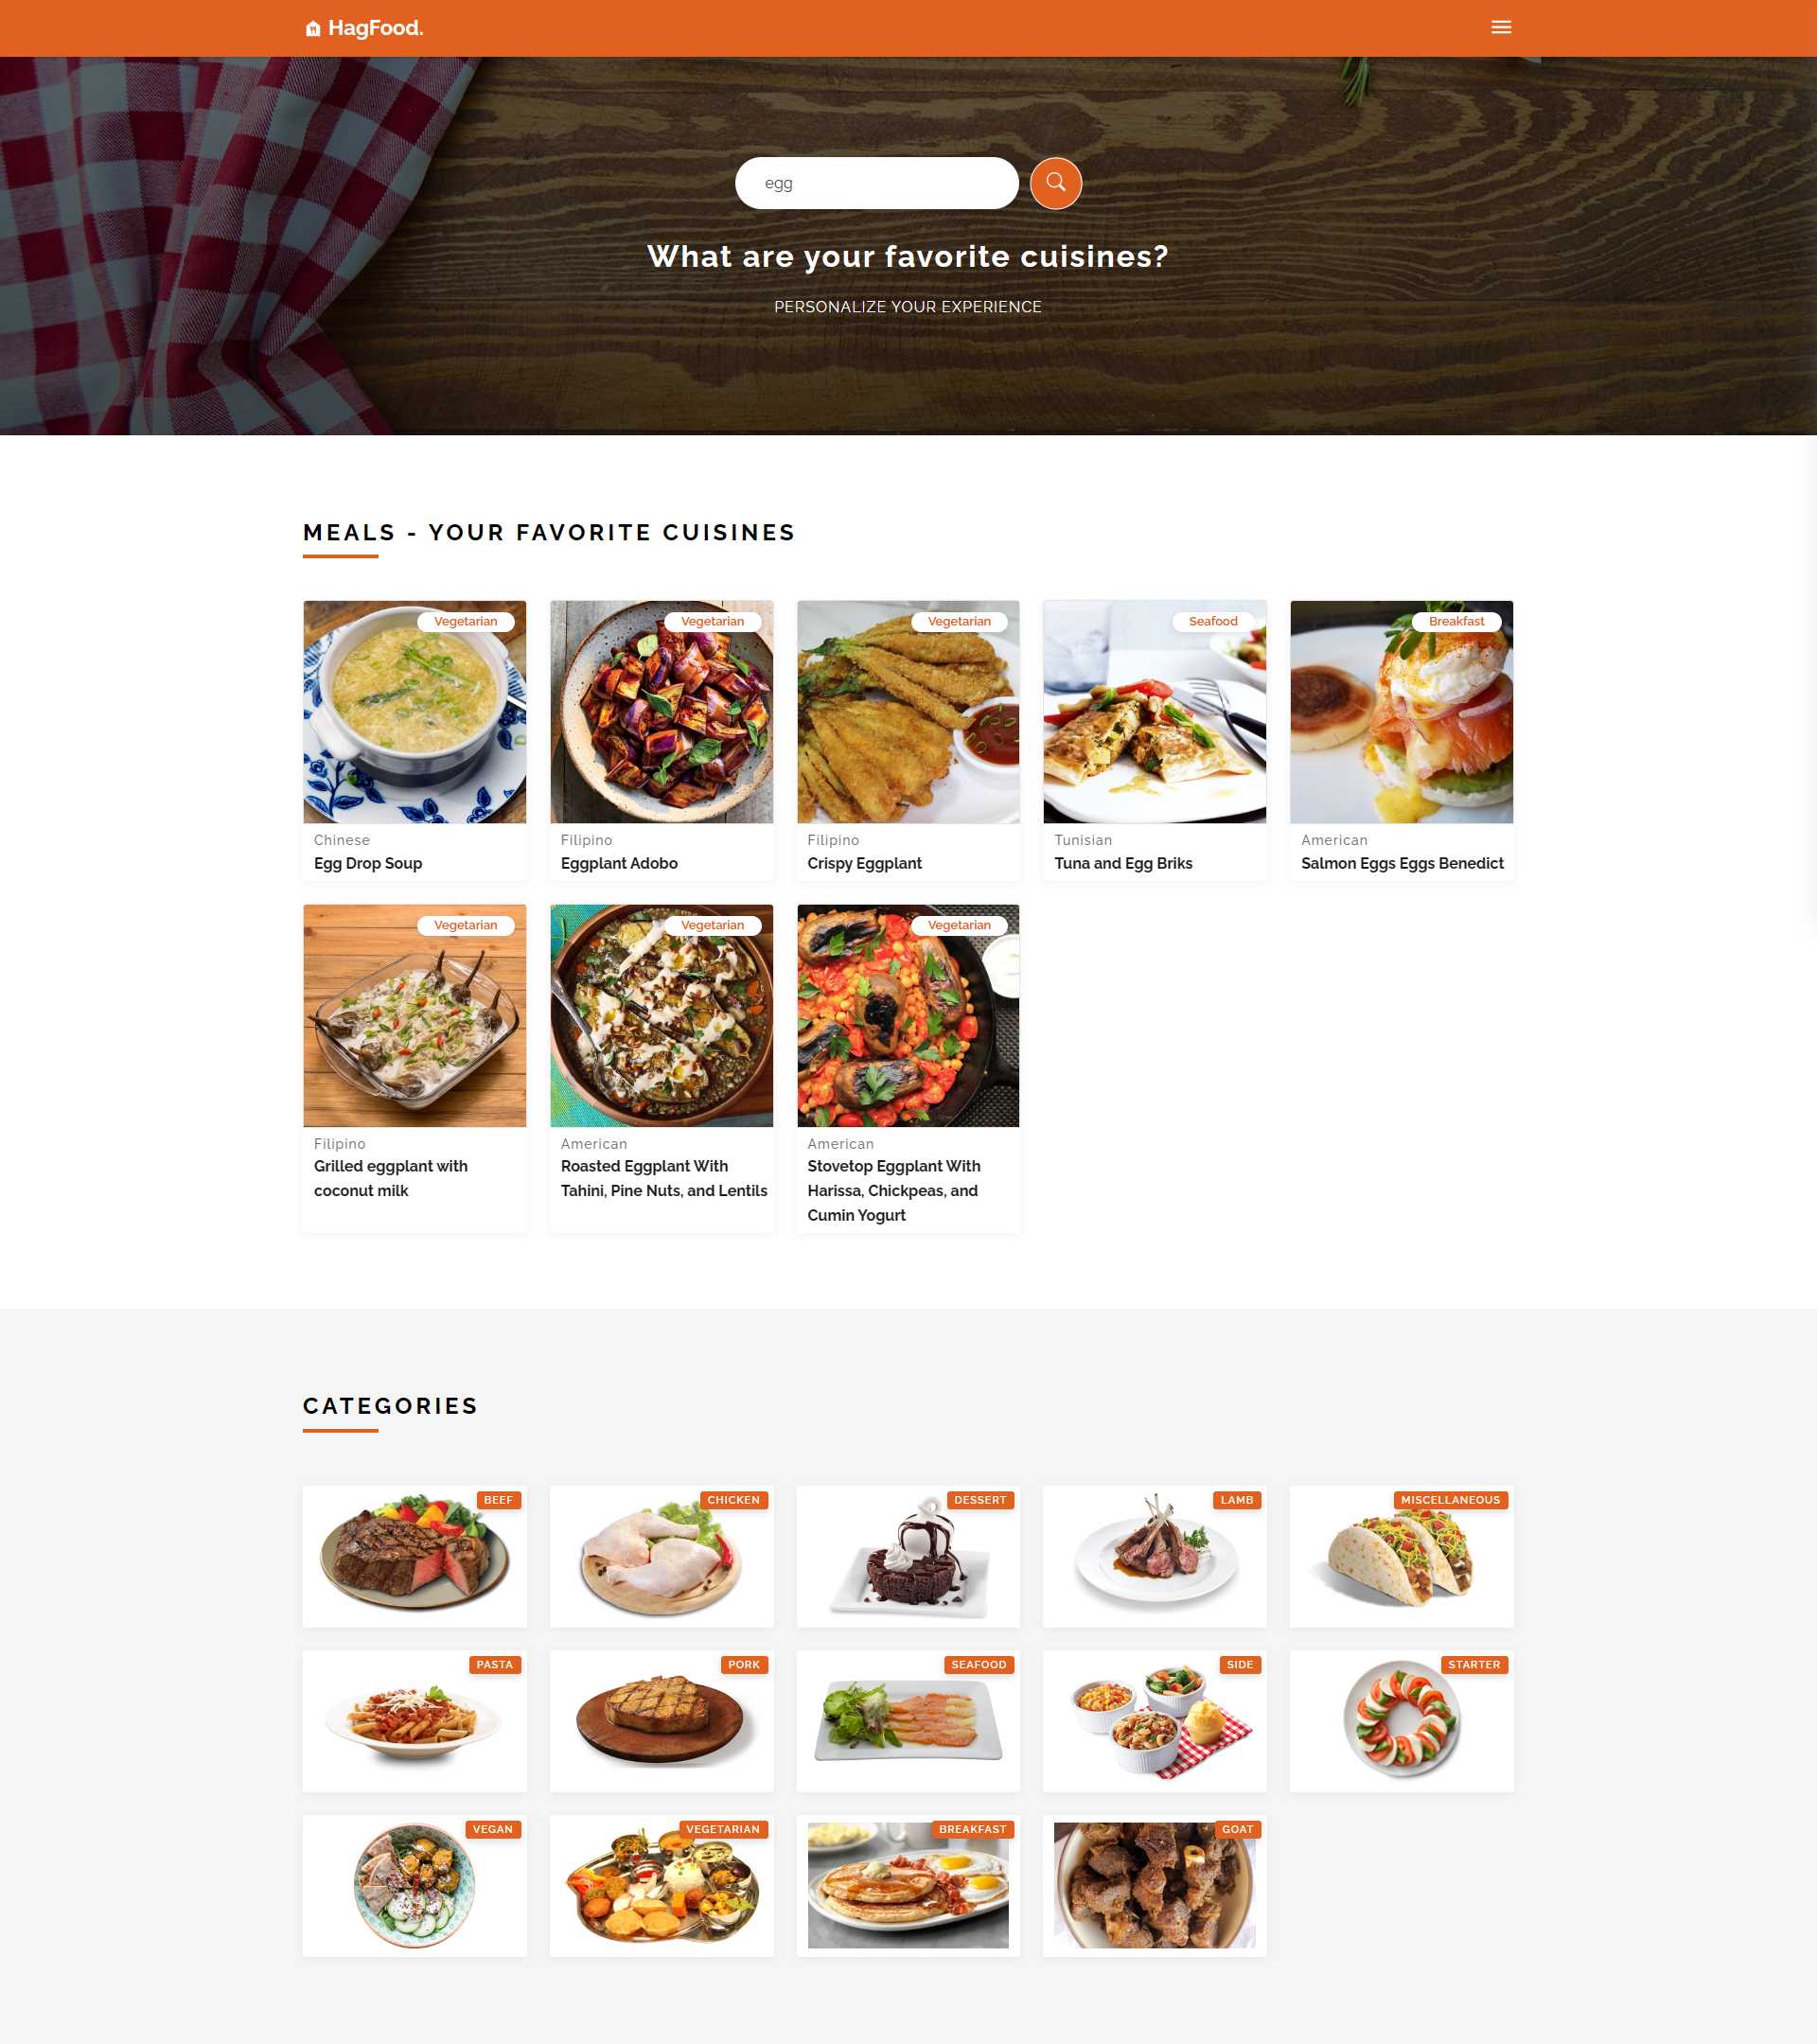 HagFood.
egg
What are your favorite cuisines?
PERSONALIZE YOUR EXPERIENCE
MEALS - YOUR FAVORITE CUISINES
Vegetarian
Chinese
Egg Drop Soup
Vegetarian
Filipino
Eggplant Adobo
Vegetarian
Filipino
Crispy Eggplant
Seafood
Tunisian
Tuna and Egg Briks
Breakfast
American
Salmon Eggs Eggs Benedict
Vegetarian
Filipino
Grilled eggplant with
coconut milk
Vegetarian
American
Roasted Eggplant With
Tahini, Pine Nuts, and Lentils
Vegetarian
American
Stovetop Eggplant With
Harissa, Chickpeas, and
Cumin Yogurt
CATEGORIES
BEEF
CHICKEN
DESSERT
LAMB
MISCELLANEOUS
PASTA
PORK
SEAFOOD
SIDE
STARTER
VEGAN
VEGETARIAN
BREAKFAST
GOAT